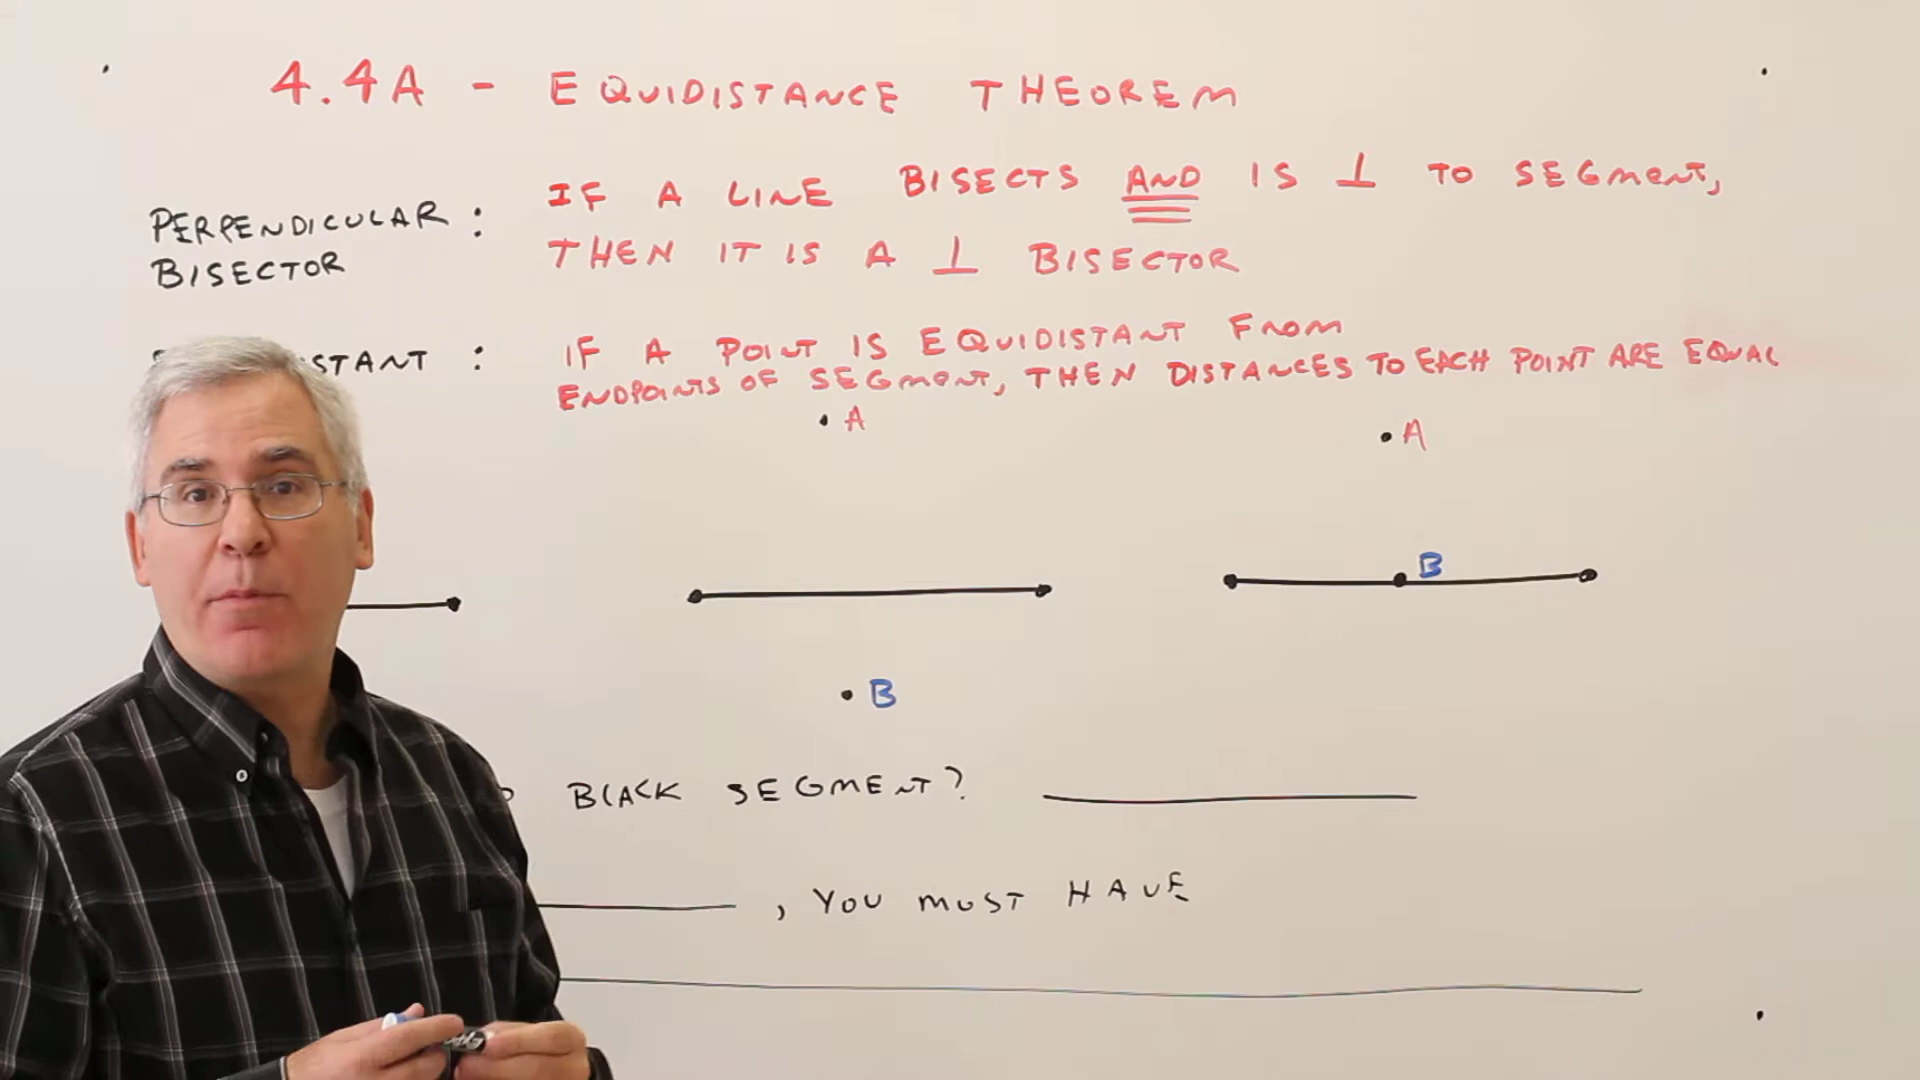 4.4A - EQUIDISTANCE THEOREM
PERPENDICULAR BISECTOR :
IF A LINE BISECTS AND IS ⊥ TO SEGMENT,
THEN IT IS A ⊥ BISECTOR
STANT :
IF A POINT IS EQUIDISTANT FROM
ENDPOINTS OF SEGMENT, THEN DISTANCES TO EACH POINT ARE EQUAL
A
A
B
B
BLACK SEGMENT?
, YOU MUST HAVE